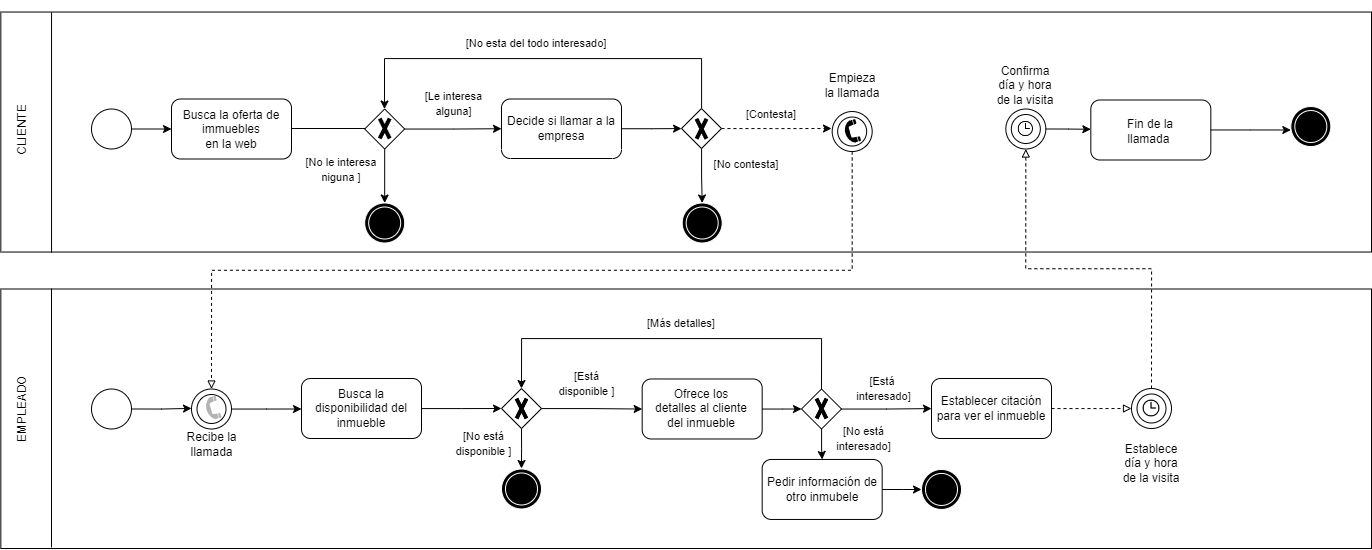 CLIENTE
[No esta del todo interesado]
Busca la oferta de
immuebles
en la web
[Le interesa
alguna]
[No le interesa
niguna ]
Decide si llamar a la
empresa
[Contesta]
[No contesta]
Empieza
la llamada
Confirma
día y hora
de la visita
Fin de la
llamada
EMPLEADO
[Más detalles]
Recibe la
llamada
Busca la
disponibilidad del
inmueble
[Está
disponible ]
[No está
disponible ]
Ofrece los
detalles al cliente
del inmueble
[Está
interesado]
[No está
interesado]
Pedir información de
otro inmubele
Establecer citación
para ver el inmueble
Establece
día y hora
de la visita